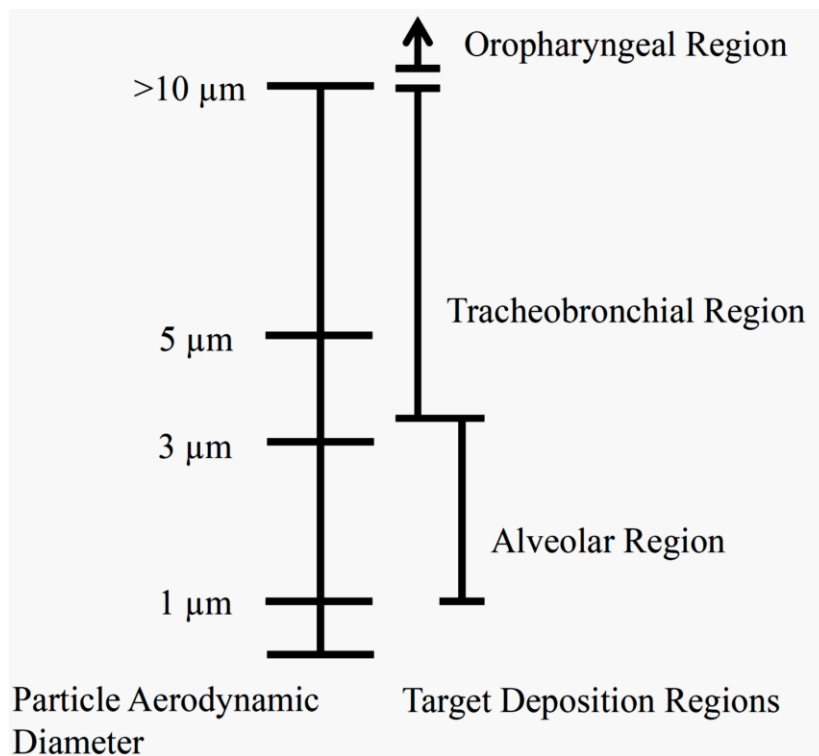 Oropharyngeal Region
>10 µm
Tracheobronchial Region
5 µm
3 µm
Alveolar Region
1 µm
Particle Aerodynamic
Diameter
Target Deposition Regions